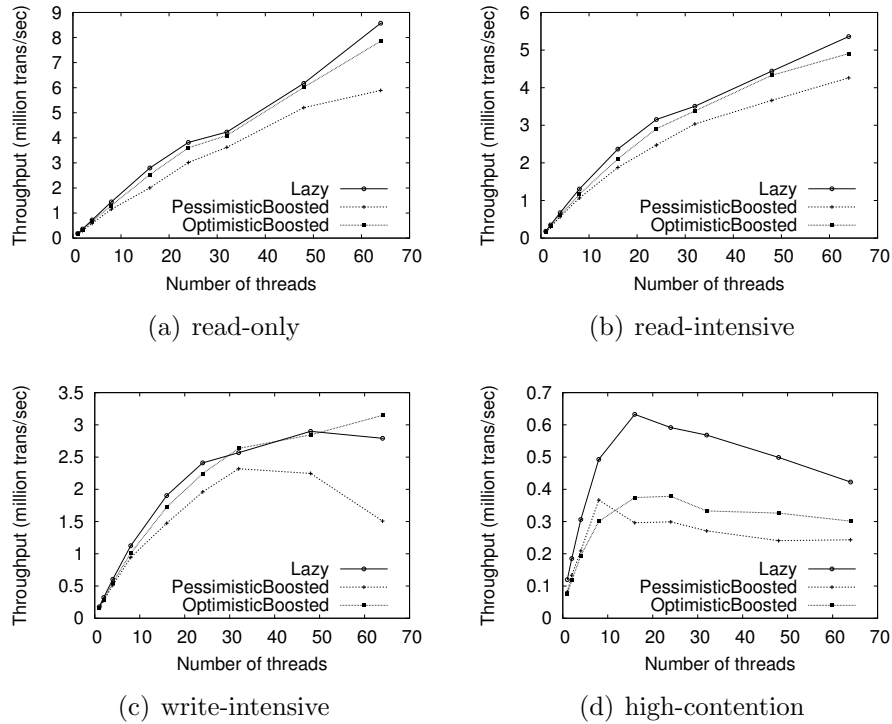 9
8
7
6
5
4
3
2
1
0
Throughput (million trans/sec)
Lazy
PessimisticBoosted
OptimisticBoosted
0 10 20 30 40 50 60 70
Number of threads
(a) read-only
6
5
4
3
2
1
0
Throughput (million trans/sec)
Lazy
PessimisticBoosted
OptimisticBoosted
0 10 20 30 40 50 60 70
Number of threads
(b) read-intensive
3.5
3
2.5
2
1.5
1
0.5
0
Throughput (million trans/sec)
Lazy
PessimisticBoosted
OptimisticBoosted
0 10 20 30 40 50 60 70
Number of threads
(c) write-intensive
0.7
0.6
0.5
0.4
0.3
0.2
0.1
0
Throughput (million trans/sec)
Lazy
PessimisticBoosted
OptimisticBoosted
0 10 20 30 40 50 60 70
Number of threads
(d) high-contention